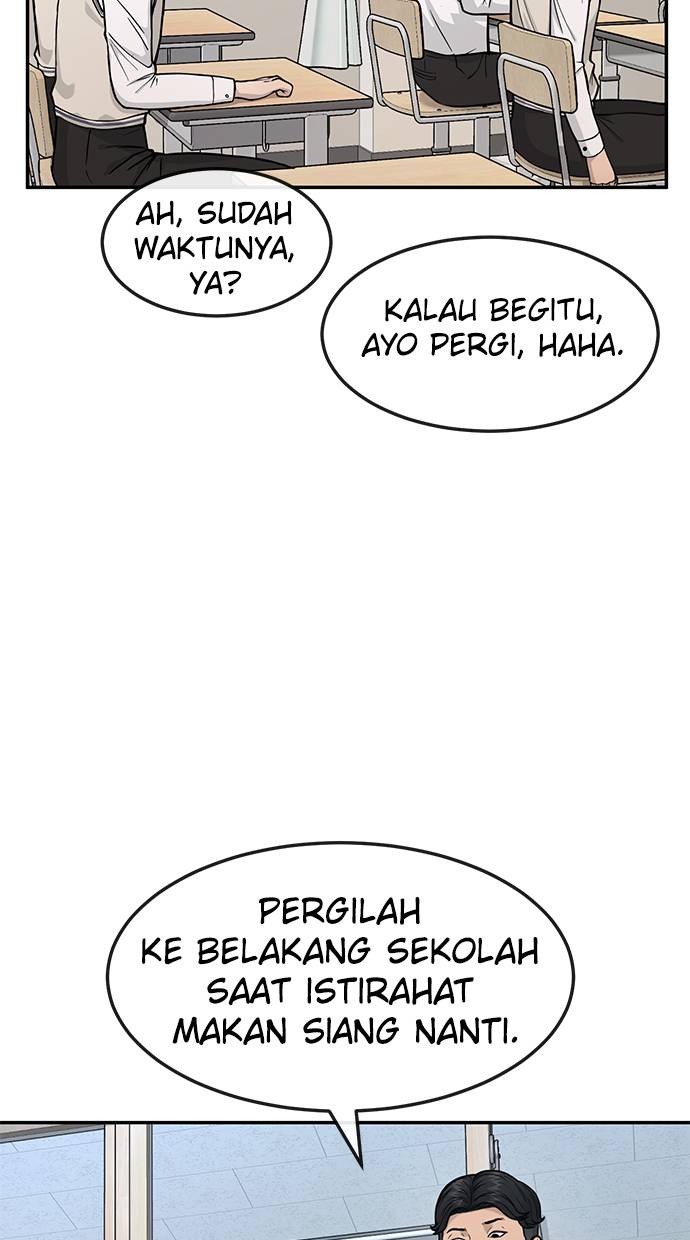 AH, SUDAH
WAKTUNYA,
YA?
KALAU BEGITU,
AYO PERGI, HAHA.
PERGILAH
KE BELAKANG SEKOLAH
SAAT ISTIRAHAT
MAKAN SIANG NANTI.